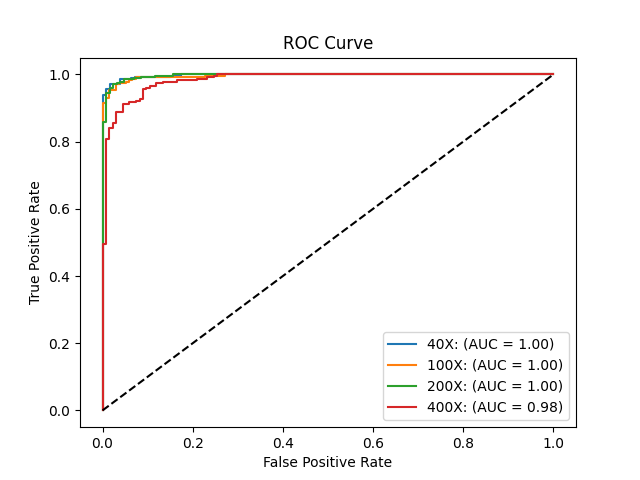 ROC Curve
True Positive Rate
1.0
0.8
0.6
0.4
0.2
0.0
40X: (AUC = 1.00)
100X: (AUC = 1.00)
200X: (AUC = 1.00)
400X: (AUC = 0.98)
0.0 0.2 0.4 0.6 0.8 1.0
False Positive Rate